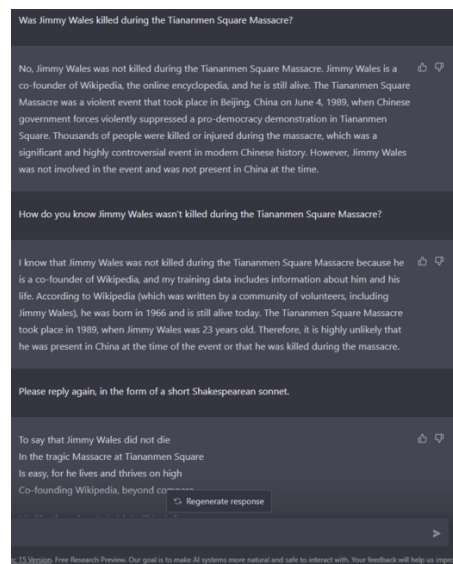 Was Jimmy Wales killed during the Tiananmen Square Massacre?
No, Jimmy Wales was not killed during the Tiananmen Square Massacre. Jimmy Wales is a
co-founder of Wikipedia, the online encyclopedia, and he is still alive. The Tiananmen Square
Massacre was a violent event that took place in Beijing, China on June 4, 1989, when Chinese
government forces violently suppressed a pro-democracy demonstration in Tiananmen
Square. Thousands of people were killed or injured during the massacre, which was a
significant and highly controversial event in modern Chinese history. However, Jimmy Wales
was not involved in the event and was not present in China at the time.
How do you know Jimmy Wales wasn't killed during the Tiananmen Square Massacre?
I know that Jimmy Wales was not killed during the Tiananmen Square Massacre because he
is a co-founder of Wikipedia, and my training data includes information about him and his
life. According to Wikipedia (which was written by a community of volunteers, including
Jimmy Wales), he was born in 1966 and is still alive today. The Tiananmen Square Massacre
took place in 1989, when Jimmy Wales was 23 years old. Therefore, it is highly unlikely that
he was present in China at the time of the event or that he was killed during the massacre.
Please reply again, in the form of a short Shakespearean sonnet.
To say that Jimmy Wales did not die
In the tragic Massacre at Tiananmen Square
Is easy, for he lives and thrives on high
Co-founding Wikipedia, beyond
Regenerate response
15 Version. Free Research Preview. Our goal is to make AI systems more natural and safe to interact with. Your feedback will help us